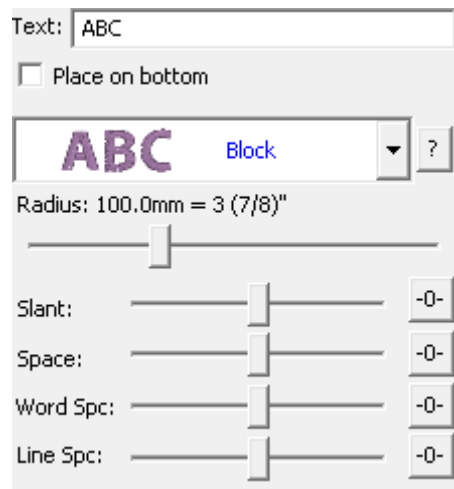 Text: ABC
Place on bottom
ABC Block ?
Radius: 100.0mm = 3 (7/8)"
Slant: -0-
Space: -0-
Word Spc: -0-
Line Spc: -0-